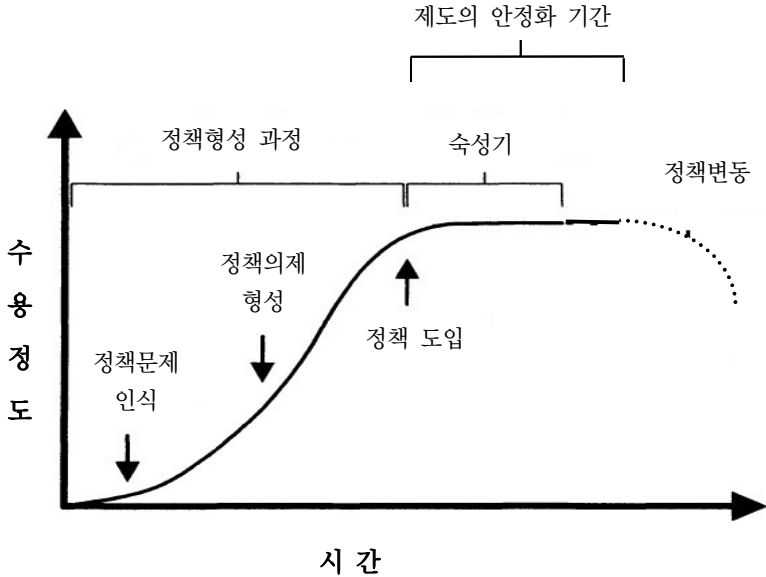 제도의 안정화 기간
정책형성 과정
숙성기
정책변동
정책의제
형성
정책 도입
정책문제
인식
수용정도
시 간